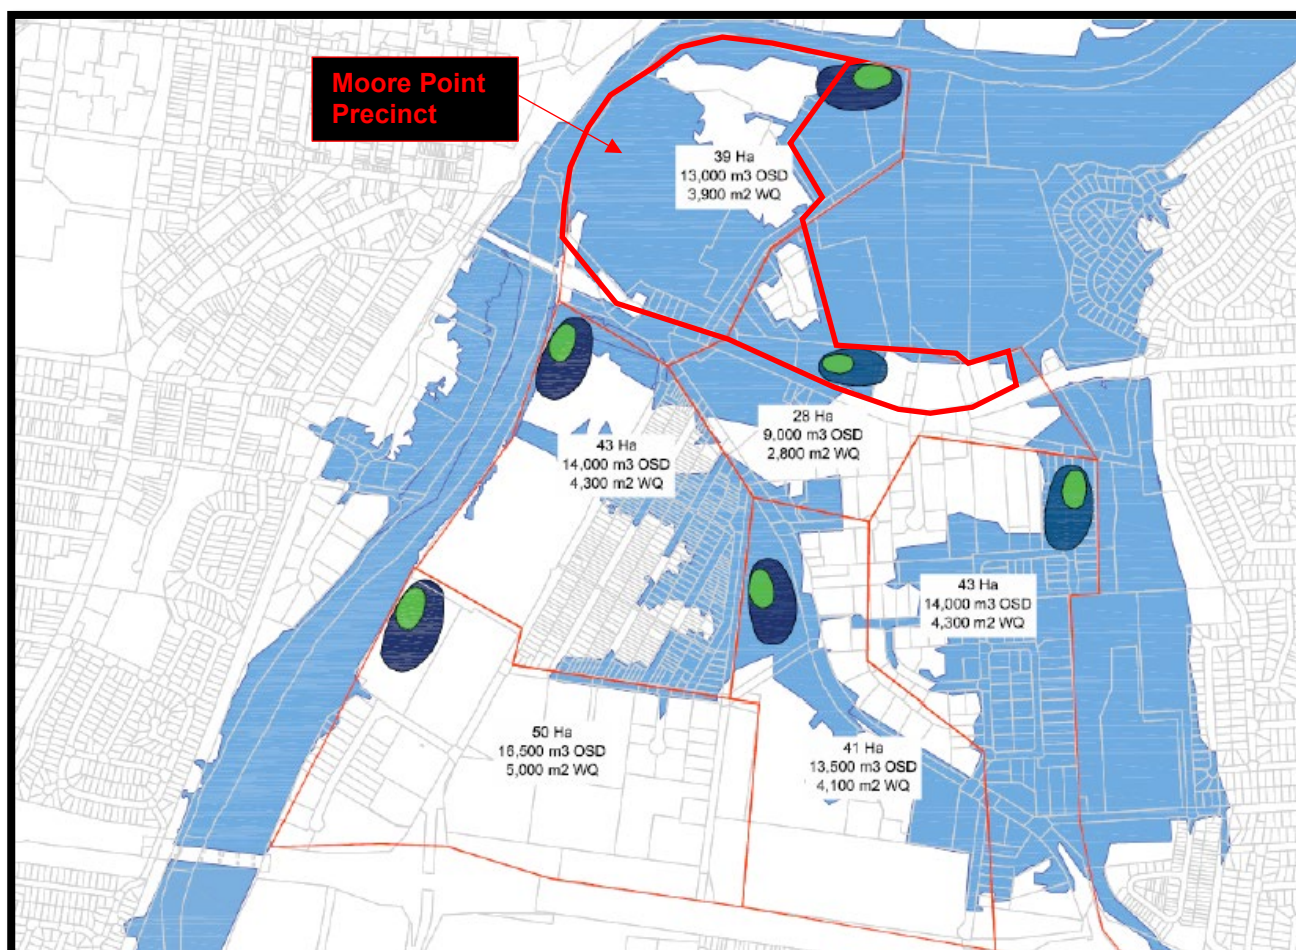 Moore Point
Precinct
39 Ha
13,000 m3 OSD
3,900 m2 WQ
28 Ha
9,000 m3 OSD
2,800 m2 WQ
43 Ha
14,000 m3 OSD
4,300 m2 WQ
43 Ha
14,000 m3 OSD
4,300 m2 WQ
50 Ha
16,500 m3 OSD
5,000 m2 WQ
41 Ha
13,500 m3 OSD
4,100 m2 WQ